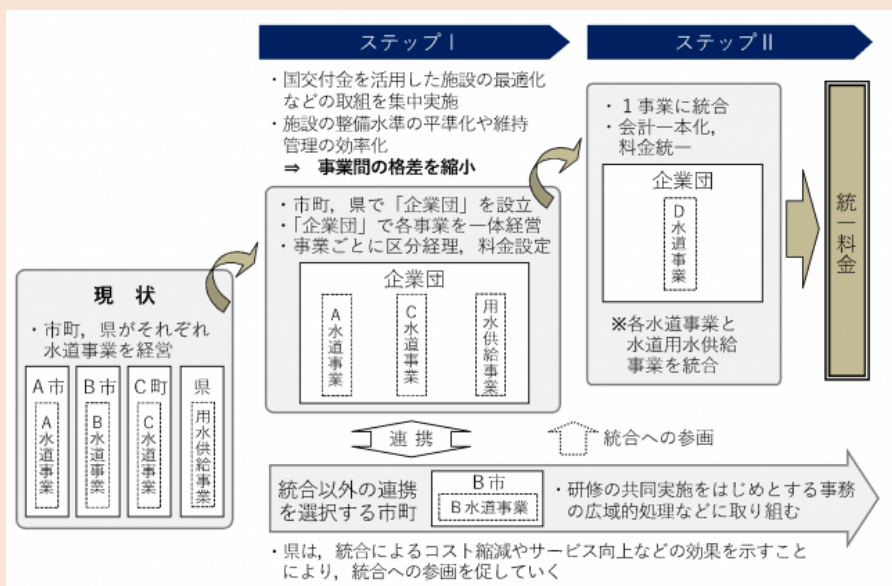 ステップⅠ
・国交付金を活用した施設の最適化
などの取組を集中実施
・施設の整備水準の平準化や維持
管理の効率化
⇒ 事業間の格差を縮小
・市町，県で「企業団」を設立
・「企業団」で各事業を一体経営
・事業ごとに区分経理，料金設定
企業団
A水道事業
C水道事業
用水供給事業
ステップⅡ
・１事業に統合
・会計一本化，
料金統一
企業団
D水道事業
※各水道事業と
水道用水供給
事業を統合
統一料金
現 状
・市町，県がそれぞれ
水道事業を経営
A市
A水道事業
B市
B水道事業
C町
C水道事業
県
用水供給事業
連 携
統合への参画
統合以外の連携
を選択する市町
B市
B水道事業
・研修の共同実施をはじめとする事務
の広域的処理などに取り組む
・県は，統合によるコスト縮減やサービス向上などの効果を示すこと
により，統合への参画を促していく